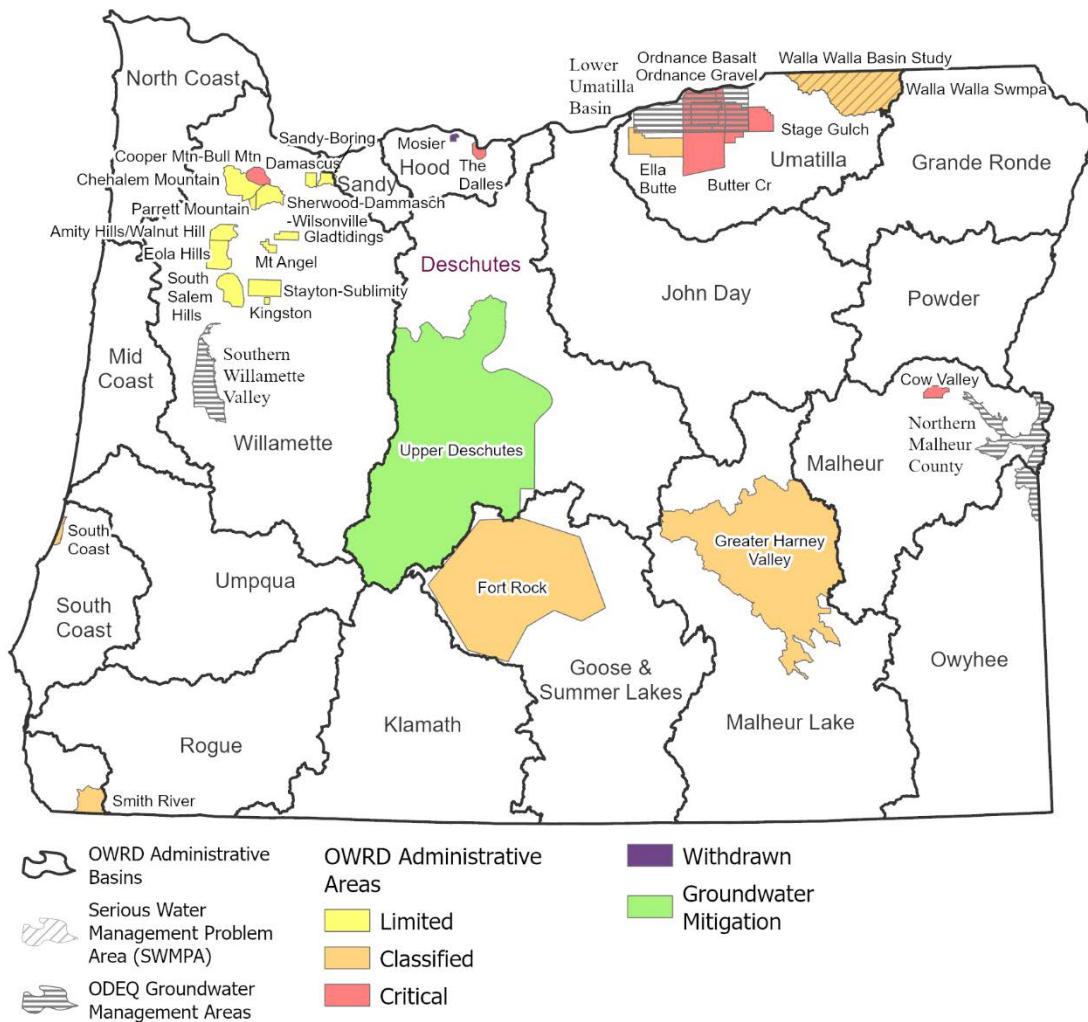 North Coast
Lower
Umatilla
Basin
Ordnance Basalt
Ordnance Gravel
Walla Walla Basin Study
Walla Walla Swmpa
Sandy-Boring
Mosier
Hood
The
Dalles
Stage Gulch
Umatilla
Ella
Butte
Butter Cr
Grande Ronde
Cooper Mtn-Bull Mtn
Damascus
Sandy
Chehalem Mountain
Parrett Mountain
Sherwood-Dammasch
-Wilsonville
Amity Hills/Walnut Hill
Gladtidings
Eola Hills
Mt Angel
Deschutes
South
Salem
Hills
Stayton-Sublimity
Kingston
John Day
Powder
Mid
Coast
Southern
Willamette
Valley
Willamette
Upper Deschutes
Cow Valley
Northern
Malheur
County
Malheur
South
Coast
Greater Harney
Valley
Umpqua
Fort Rock
South
Coast
Goose &
Summer Lakes
Owyhee
Rogue
Klamath
Malheur Lake
Smith River
OWRD Administrative
Basins
Serious Water
Management Problem
Area (SWMPA)
ODEQ Groundwater
Management Areas
OWRD Administrative
Areas
Limited
Classified
Critical
Withdrawn
Groundwater
Mitigation